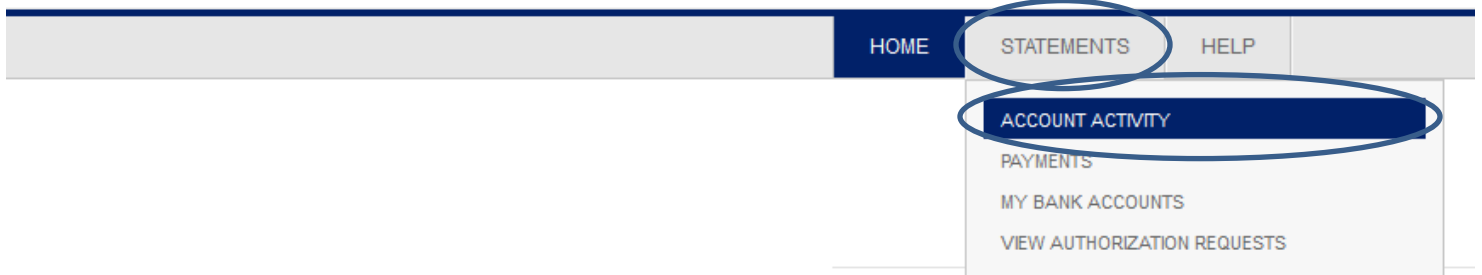 HOME STATEMENTS HELP
ACCOUNT ACTIVITY
PAYMENTS
MY BANK ACCOUNTS
VIEW AUTHORIZATION REQUESTS